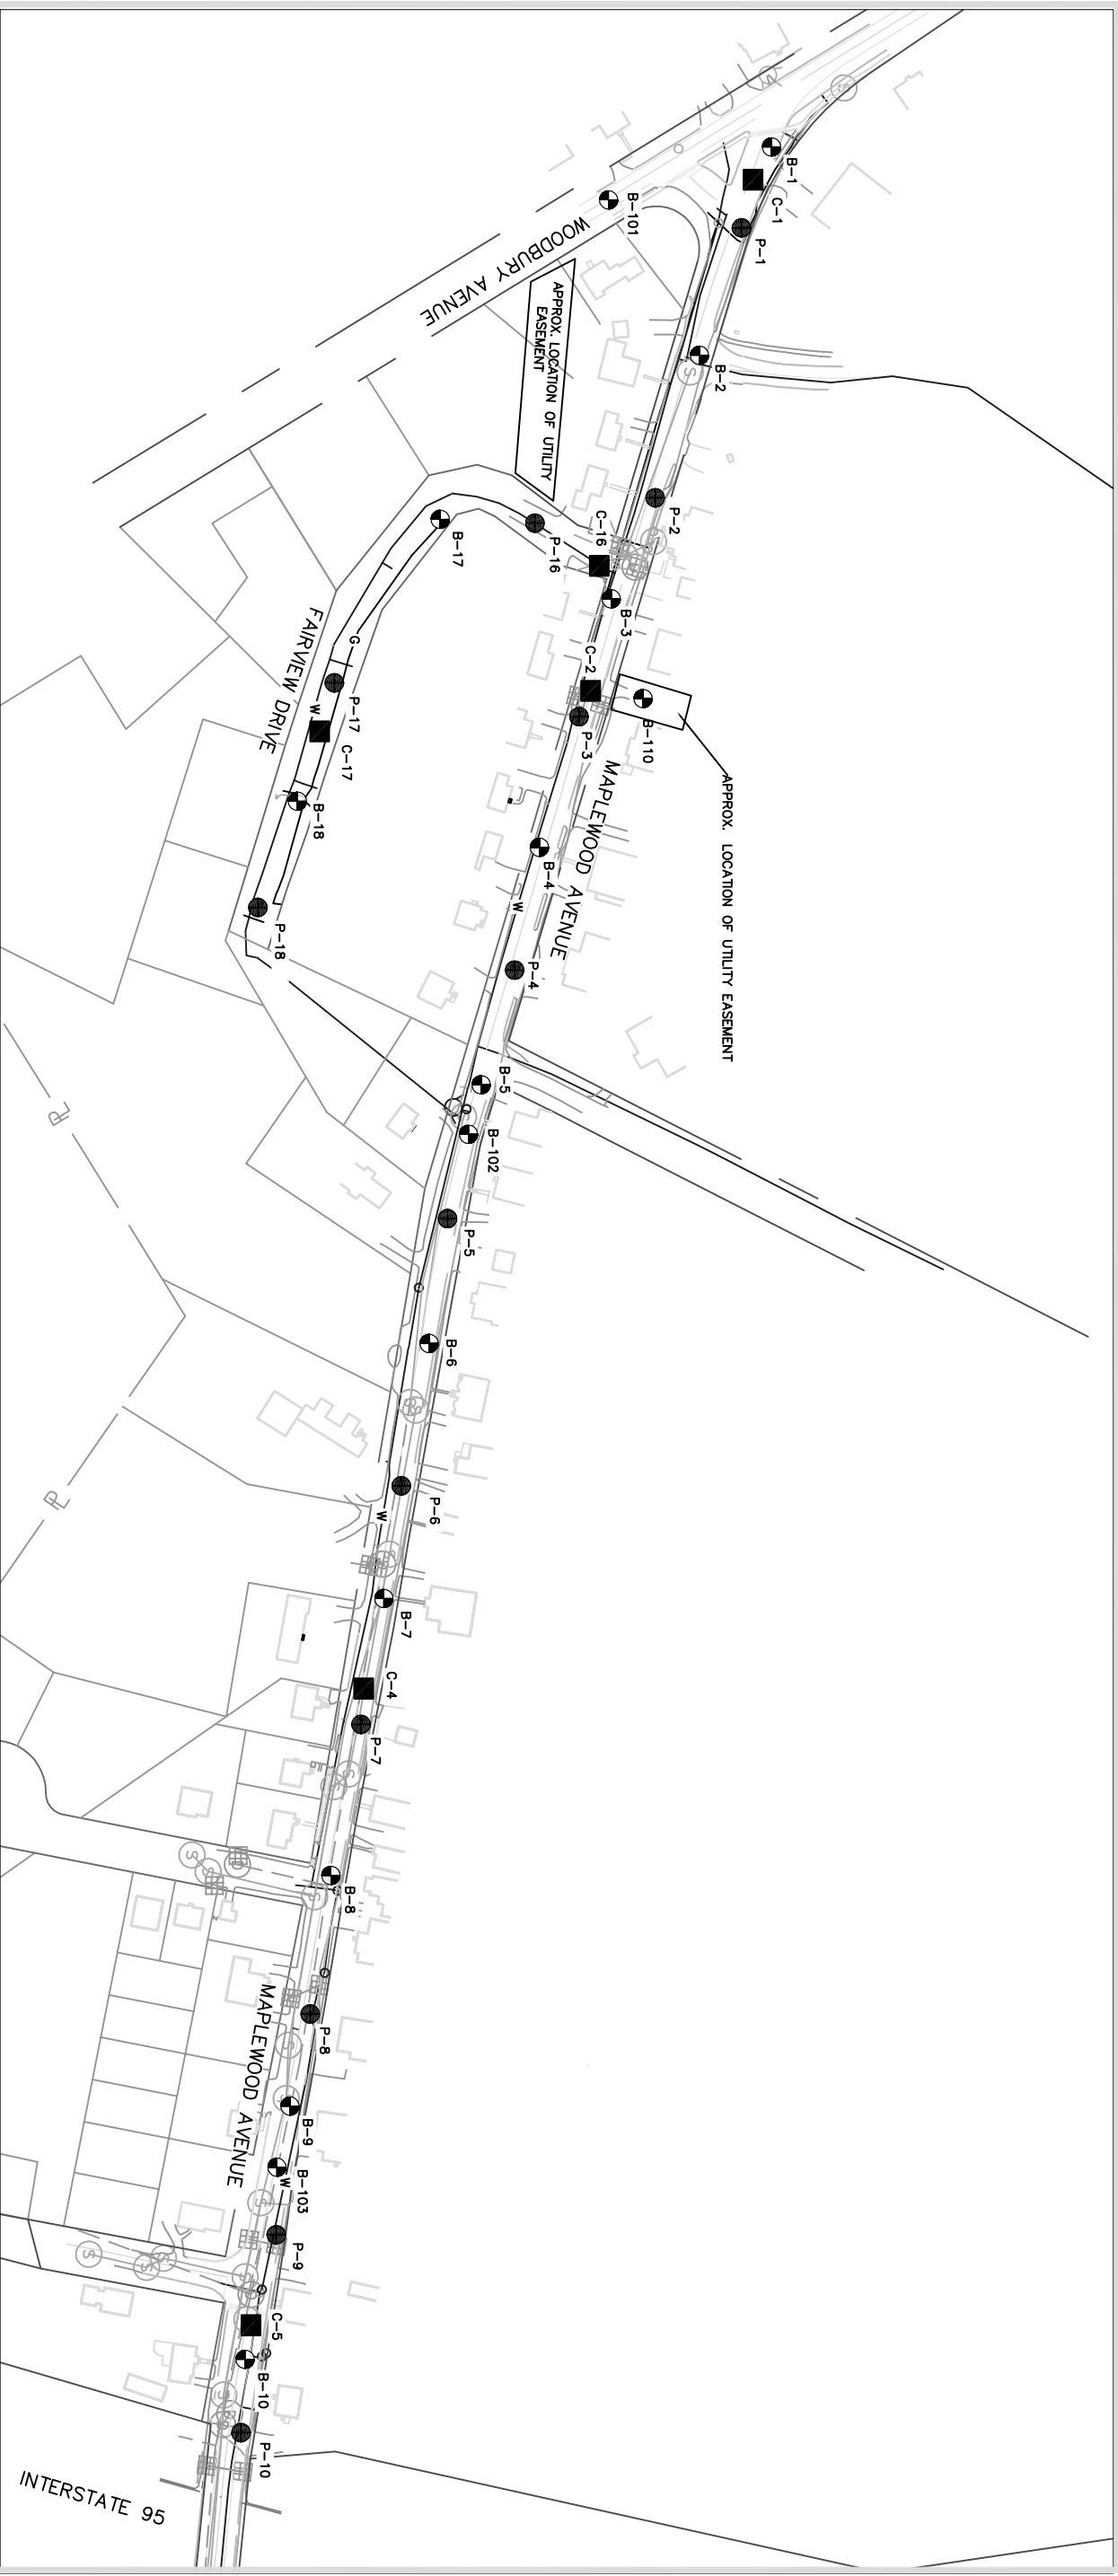 B-1
C-1
P-1
B-101
WOODBURY AVENUE
APPROX. LOCATION OF UTILITY
EASEMENT
B-2
P-2
C-16
P-16
B-17
B-3
C-2
P-3
B-110
APPROX. LOCATION OF UTILITY EASEMENT
FAIRVIEW DRIVE
G
P-17
W
C-17
B-18
P-18
MAPLEWOOD AVENUE
B-4
W
P-4
B-5
B-102
P-5
B-6
P-6
W
B-7
C-4
P-7
B-8
P-8
MAPLEWOOD AVENUE
B-9
B-103
W
P-9
C-5
B-10
P-10
INTERSTATE 95